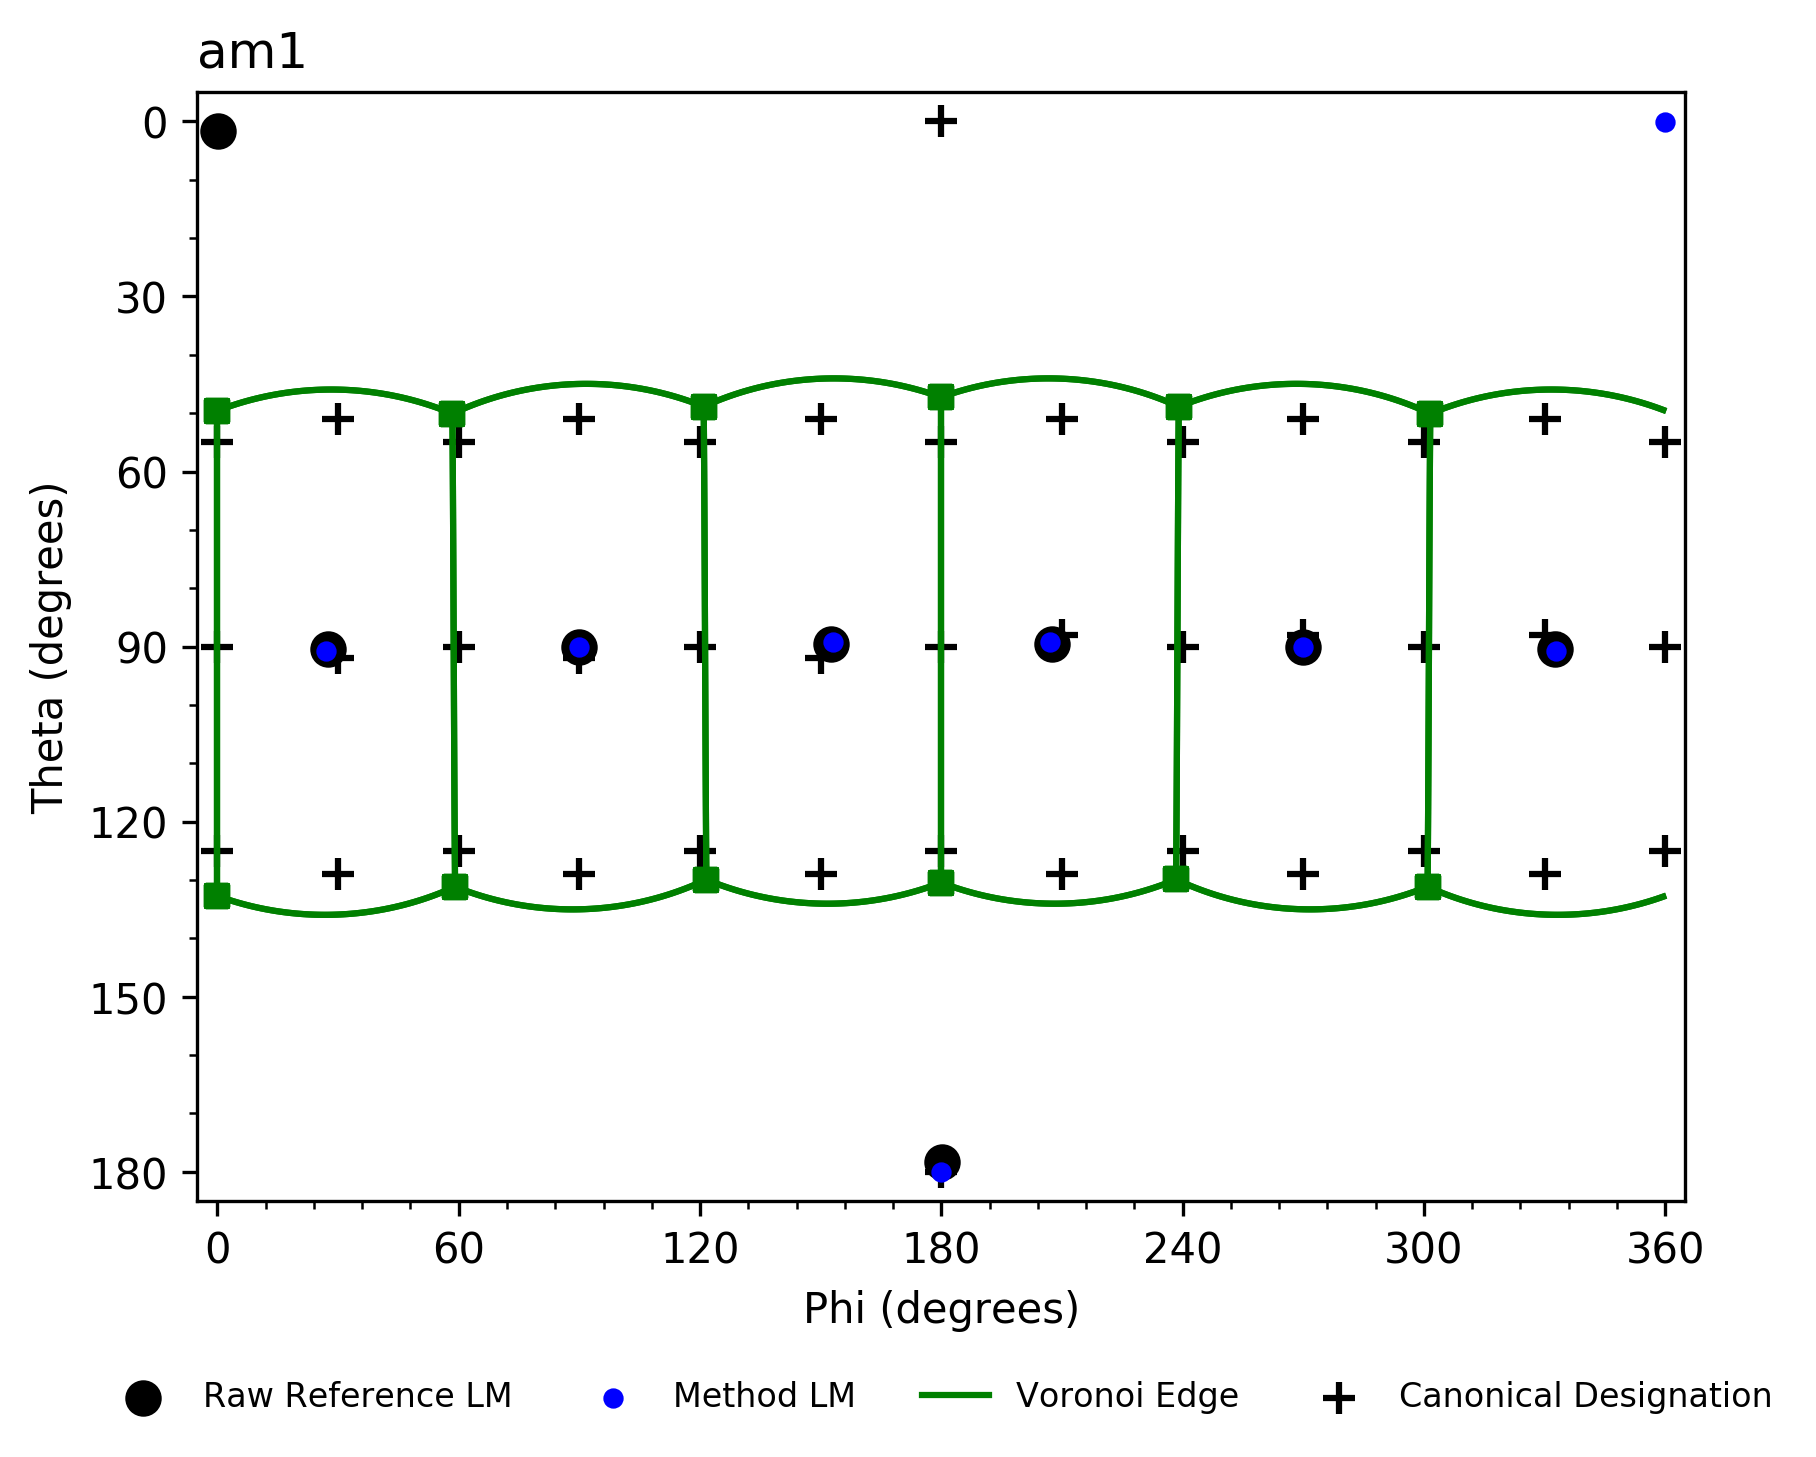 am1
0
30
60
90
120
150
180
Theta (degrees)
0 60 120 180 240 300 360
Phi (degrees)
Raw Reference LM Method LM Voronoi Edge Canonical Designation